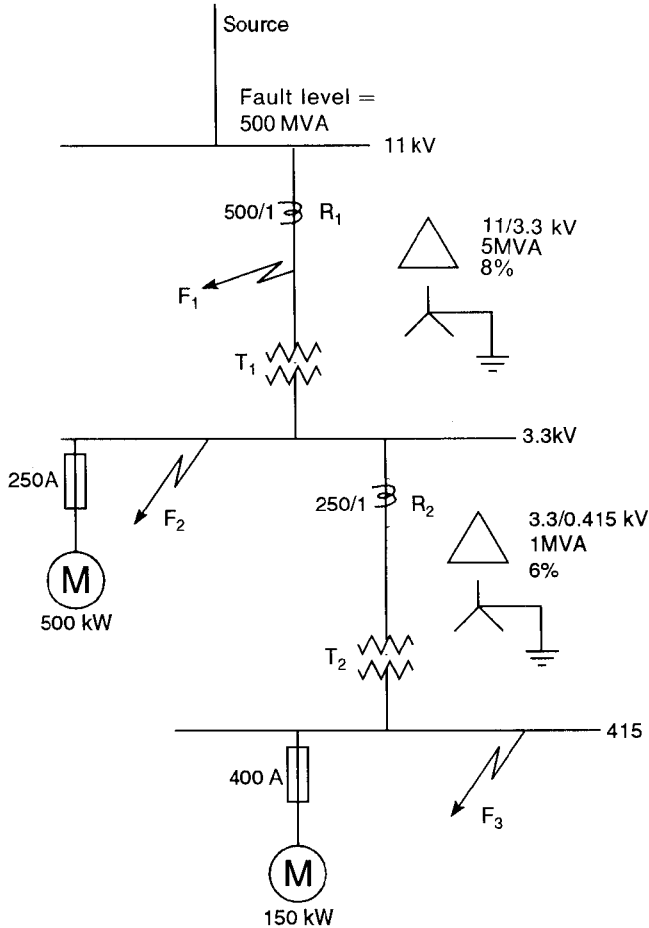 Source
Fault level =
500 MVA
11 kV
500/1
R₁
11/3.3 kV
5MVA
8%
F₁
T₁
3.3kV
250A
F₂
250/1
R₂
3.3/0.415 kV
1MVA
6%
M
500 kW
T₂
415
400 A
F₃
M
150 kW